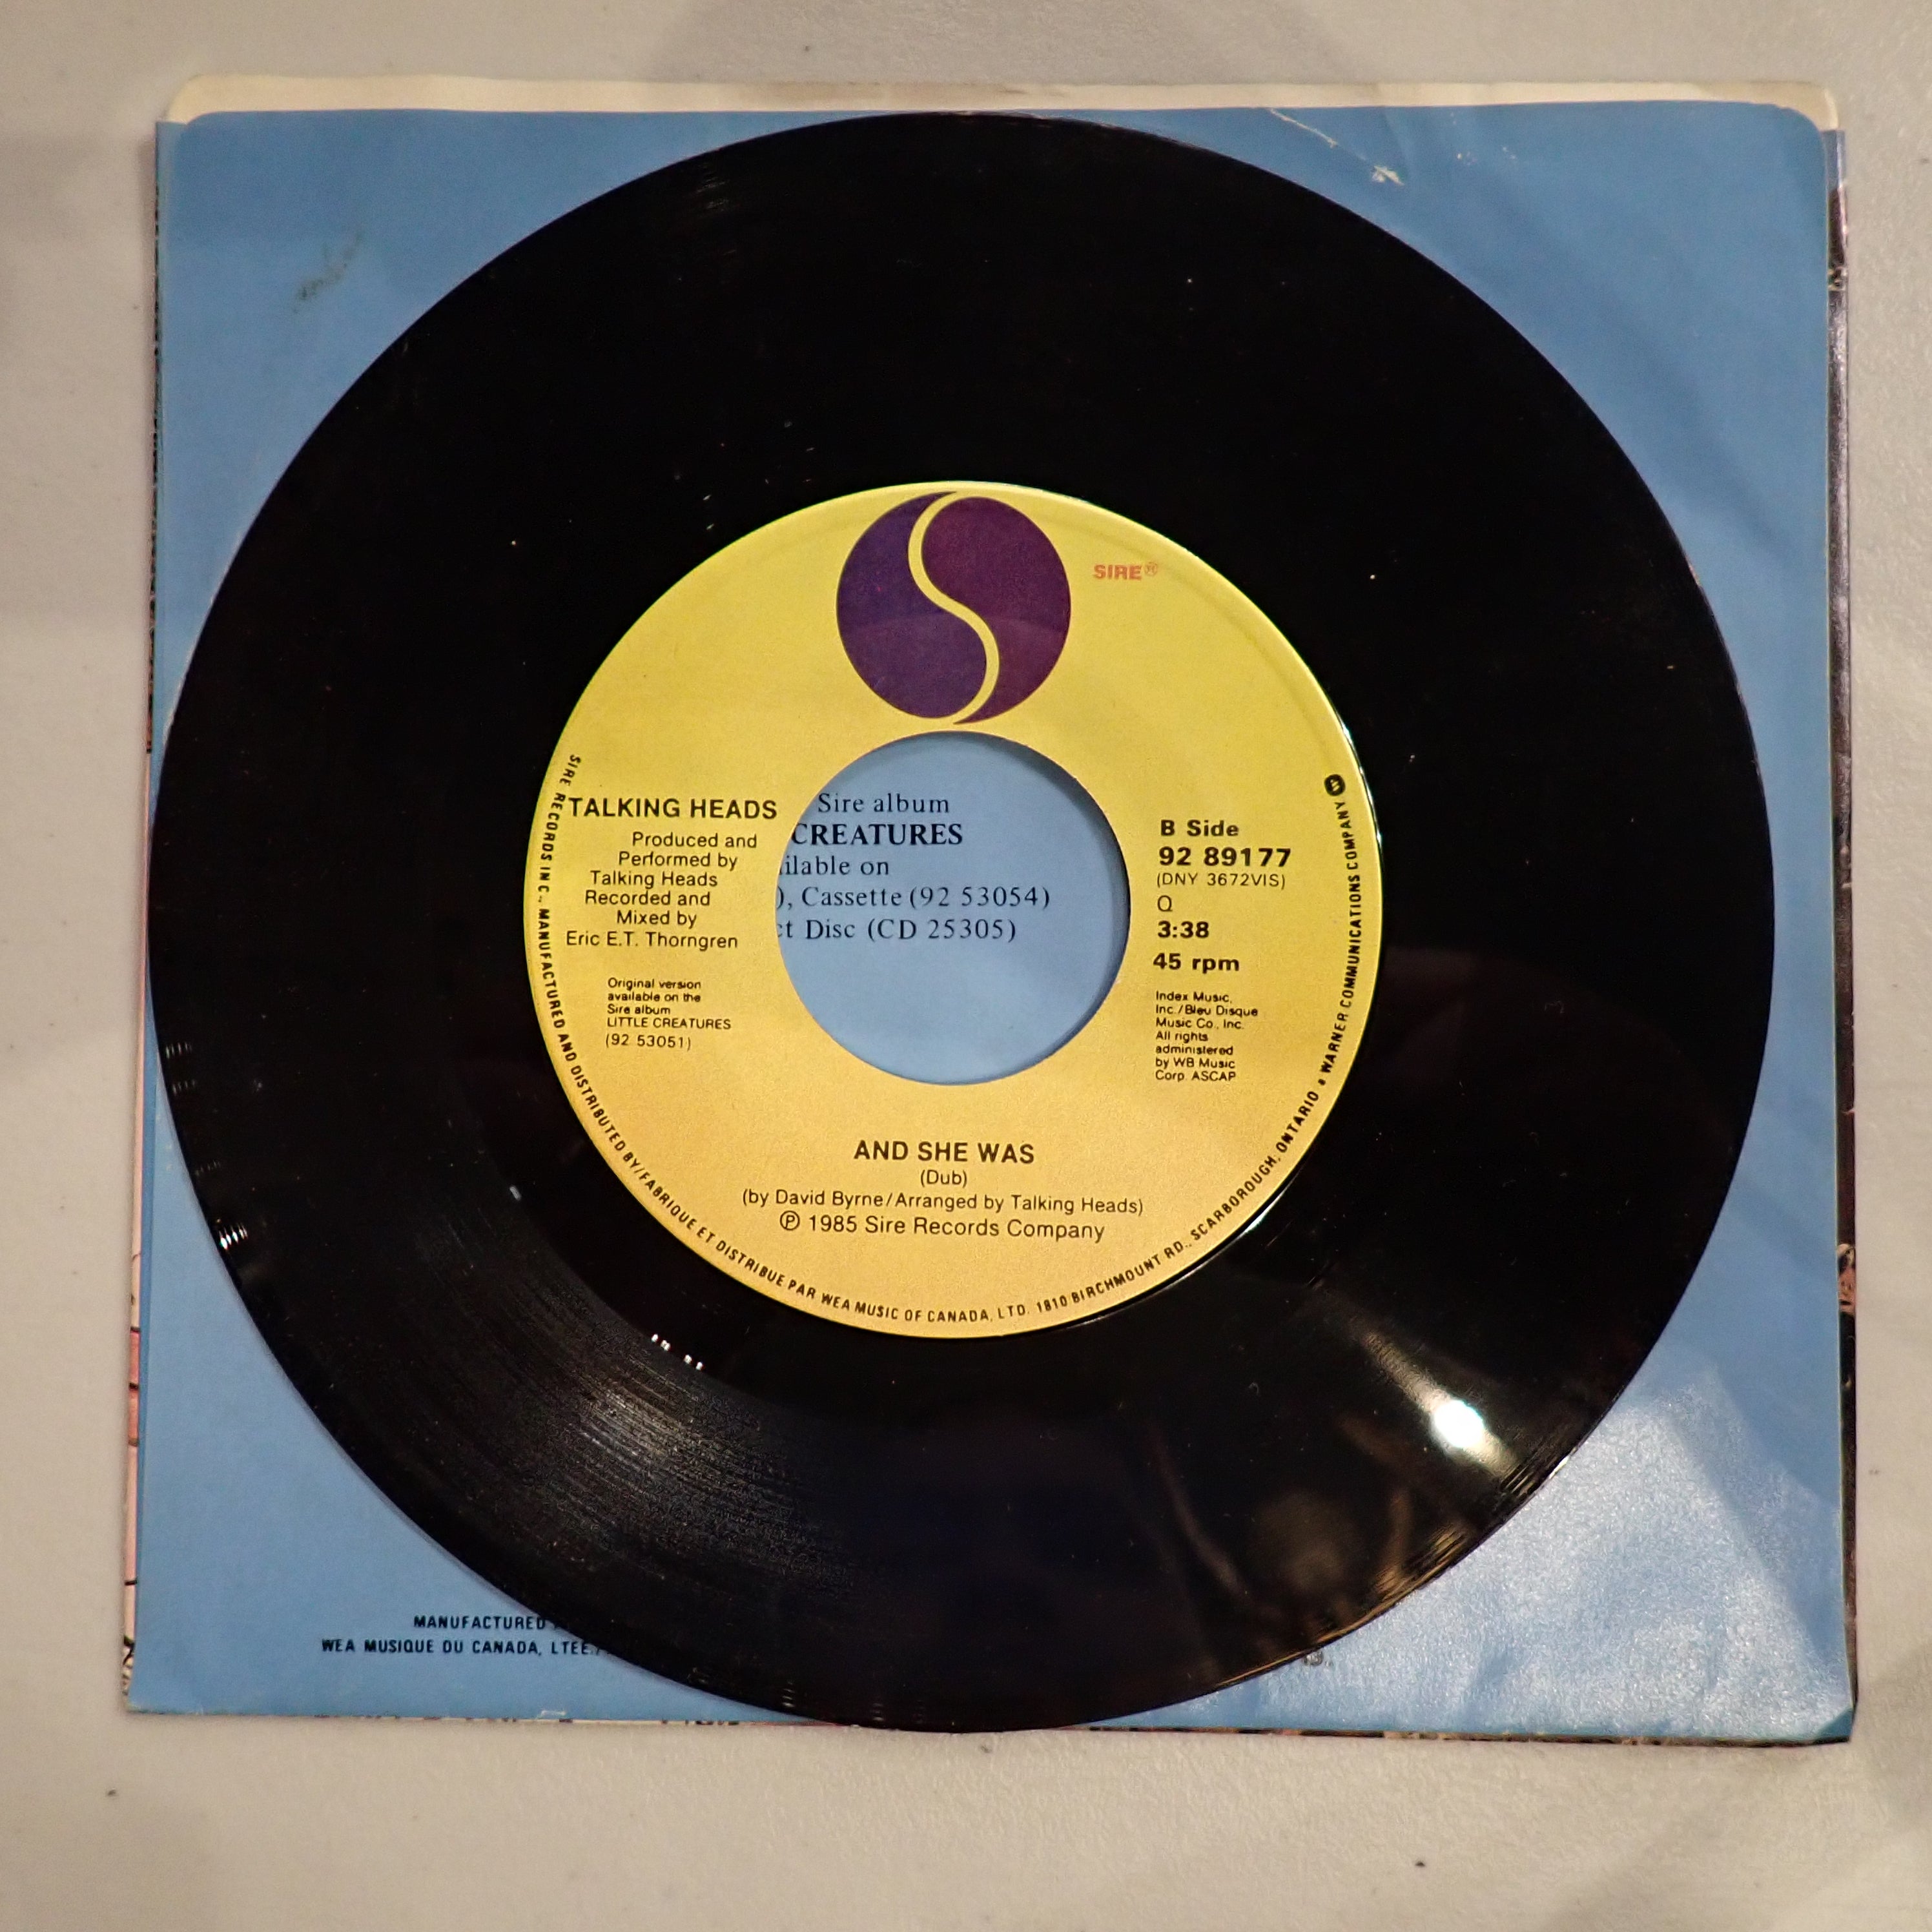 SIRE®
TALKING HEADS
Produced and
Performed by
Talking Heads
Recorded and
Mixed by
Eric E.T. Thorngren
Original version
available on the
Sire album
LITTLE CREATURES
(92 53051)
Sire album
CREATURES
ilable on
), Cassette (92 53054)
ct Disc (CD 25305)
B Side
92 89177
(DNY 3672VIS)
Q
3:38
45 rpm
Index Music,
Inc./Bleu Disque
Music Co., Inc.
All rights
administered
by WB Music
Corp. ASCAP
AND SHE WAS
(Dub)
(by David Byrne/Arranged by Talking Heads)
℗ 1985 Sire Records Company
SIRE RECORDS INC., MANUFACTURED AND DISTRIBUTED BY/FABRIQUE ET DISTRIBUE PAR WEA MUSIC OF CANADA, LTD. 1810 BIRCHMOUNT RD., SCARBOROUGH, ONTARIO • WARNER COMMUNICATIONS COMPANY
MANUFACTURED
WEA MUSIQUE DU CANADA, LTEE.